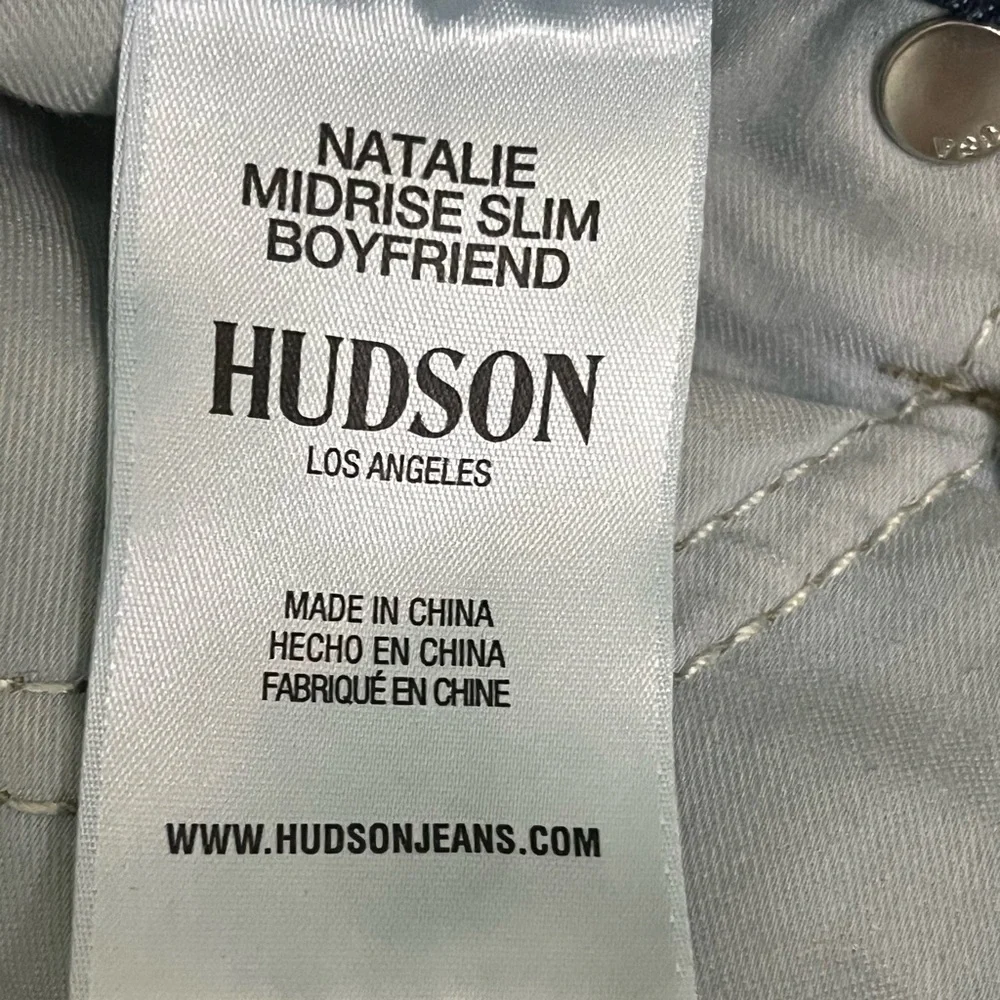 NATALIE
MIDRISE SLIM
BOYFRIEND
HUDSON
LOS ANGELES
MADE IN CHINA
HECHO EN CHINA
FABRIQUÉ EN CHINE
WWW.HUDSONJEANS.COM